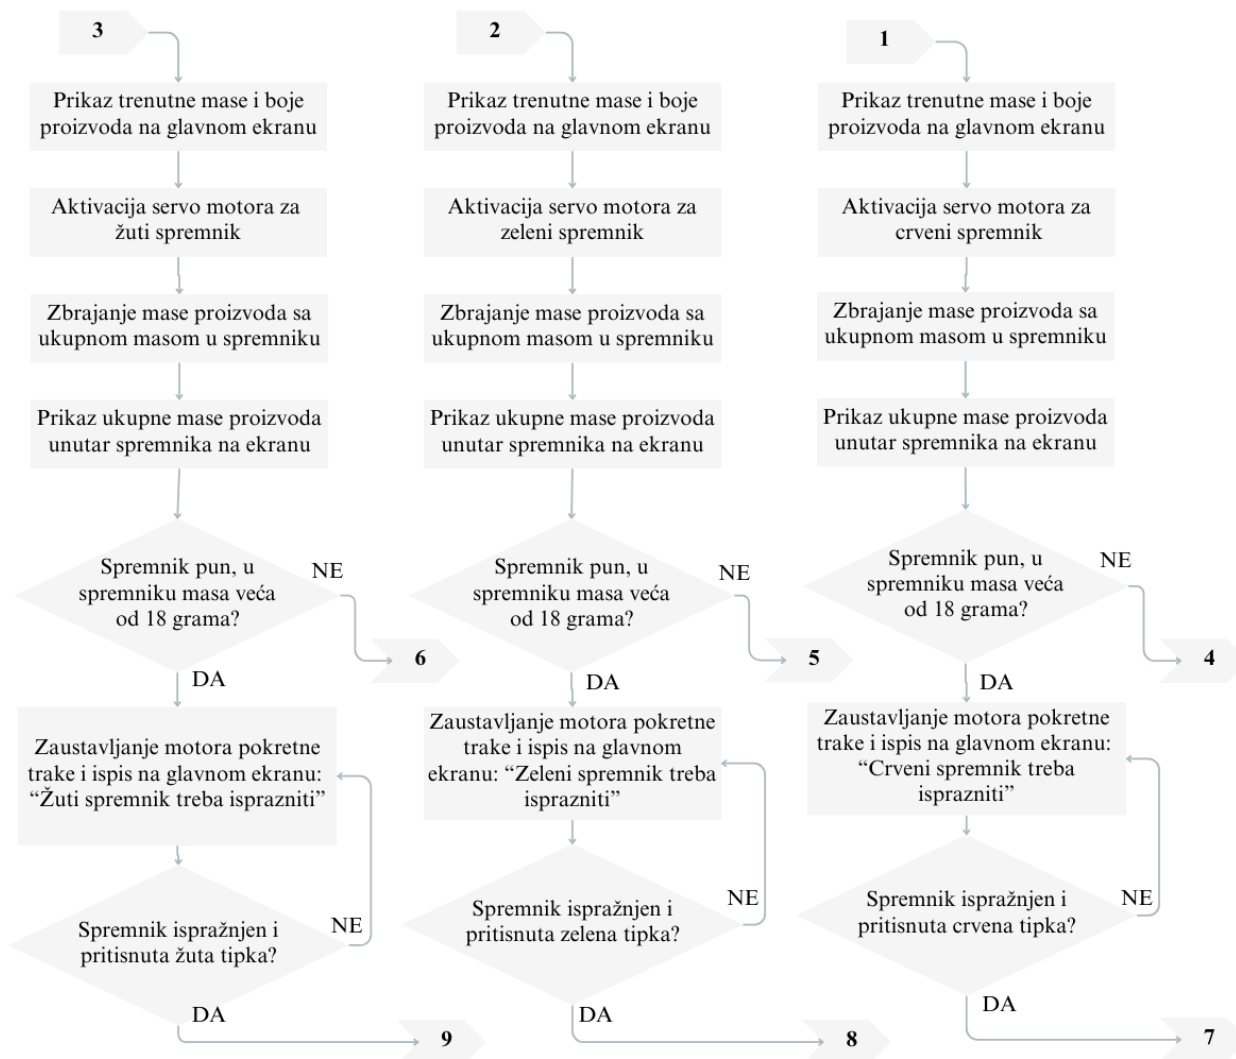 3
Prikaz trenutne mase i boje
proizvoda na glavnom ekranu
Aktivacija servo motora za
žuti spremnik
Zbrajanje mase proizvoda sa
ukupnom masom u spremniku
Prikaz ukupne mase proizvoda
unutar spremnika na ekranu
Spremnik pun, u
spremniku masa veća
od 18 grama?
NE
6
DA
Zaustavljanje motora pokretne
trake i ispis na glavnom ekranu:
“Žuti spremnik treba isprazniti”
Spremnik ispražnjen i
pritisnuta žuta tipka?
NE
DA
9
2
Prikaz trenutne mase i boje
proizvoda na glavnom ekranu
Aktivacija servo motora za
zeleni spremnik
Zbrajanje mase proizvoda sa
ukupnom masom u spremniku
Prikaz ukupne mase proizvoda
unutar spremnika na ekranu
Spremnik pun, u
spremniku masa veća
od 18 grama?
NE
5
DA
Zaustavljanje motora pokretne
trake i ispis na glavnom
ekranu: “Zeleni spremnik treba
isprazniti”
Spremnik ispražnjen i
pritisnuta zelena tipka?
NE
DA
8
1
Prikaz trenutne mase i boje
proizvoda na glavnom ekranu
Aktivacija servo motora za
crveni spremnik
Zbrajanje mase proizvoda sa
ukupnom masom u spremniku
Prikaz ukupne mase proizvoda
unutar spremnika na ekranu
Spremnik pun, u
spremniku masa veća
od 18 grama?
NE
4
DA
Zaustavljanje motora pokretne
trake i ispis na glavnom ekranu:
“Crveni spremnik treba
isprazniti”
Spremnik ispražnjen i
pritisnuta crvena tipka?
NE
DA
7